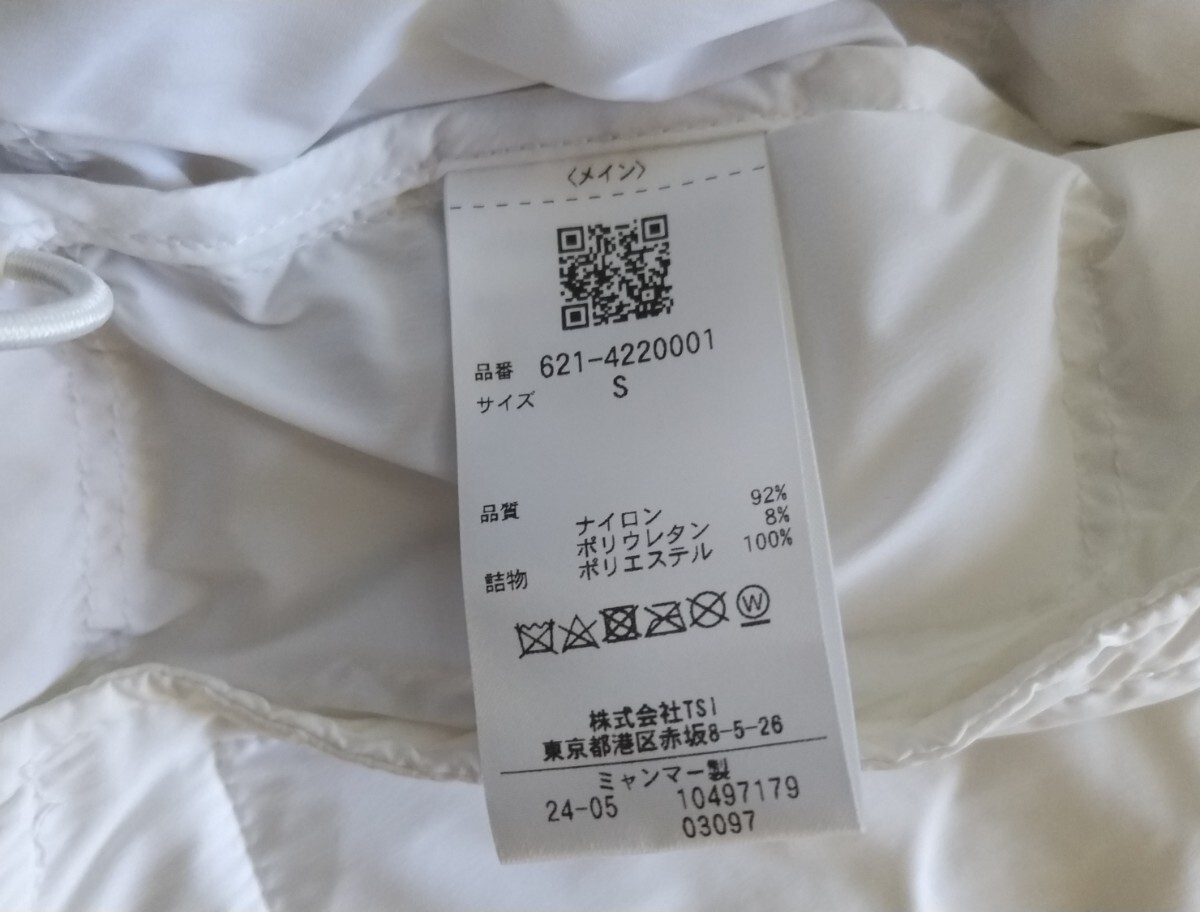 〈メイン〉
品番 621-4220001
サイズ S
品質 ナイロン 92%
ポリウレタン 8%
詰物 ポリエステル 100%
W
株式会社TSI
東京都港区赤坂8-5-26
ミャンマー製
24-05 10497179
03097